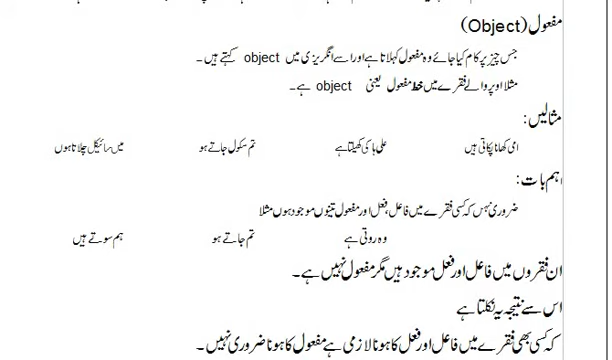 مفعول (Object)
جس چیز پر کام کیا جائے وہ مفعول کہلاتا ہے اور اسے انگریزی میں object کہتے ہیں ۔
مثلا اوپر والے فقرے میں خط مفعول یعنی object ہے۔
مثالیں:
امی کھانا پکاتی ہیں علی ہاکی کھیلتا ہے تم سکول جاتے ہو میں سائیکل چلاتا ہوں
اہم بات:
ضروری نہیں کہ کسی فقرے میں فاعل، فعل اور مفعول تینوں موجود ہوں مثلا
وہ روتی ہے تم جاتے ہو ہم سوتے ہیں
ان فقروں میں فاعل اور فعل موجود ہیں مگر مفعول نہیں ہے۔
اس سے نتیجہ یہ نکلتا ہے
کہ کسی بھی فقرے میں فاعل اور فعل کا ہونا لازمی ہے مفعول کا ہونا ضروری نہیں ۔